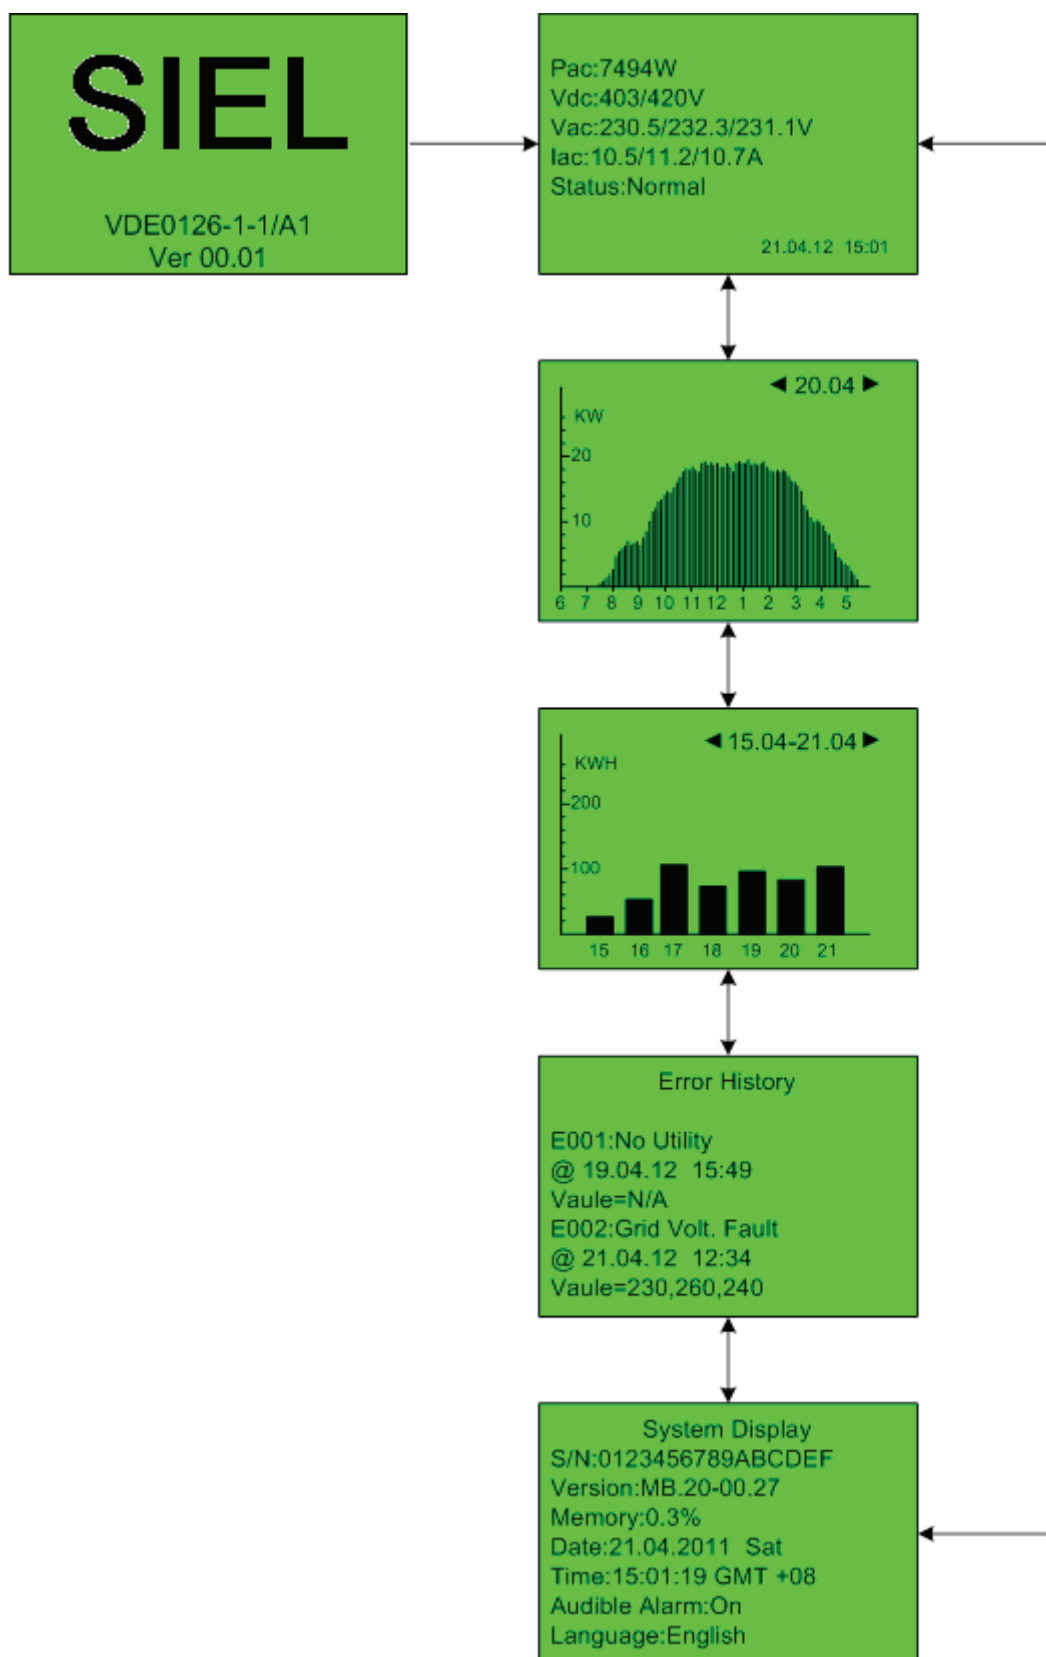 SIEL
VDE0126-1-1/A1
Ver 00.01
Pac:7494W
Vdc:403/420V
Vac:230.5/232.3/231.1V
Iac:10.5/11.2/10.7A
Status:Normal
21.04.12 15:01
◄ 20.04 ►
KW
20
10
6 7 8 9 10 11 12 1 2 3 4 5
◄ 15.04-21.04 ►
KWH
200
100
15 16 17 18 19 20 21
Error History
E001:No Utility
@ 19.04.12 15:49
Vaule=N/A
E002:Grid Volt. Fault
@ 21.04.12 12:34
Vaule=230,260,240
System Display
S/N:0123456789ABCDEF
Version:MB.20-00.27
Memory:0.3%
Date:21.04.2011 Sat
Time:15:01:19 GMT +08
Audible Alarm:On
Language:English